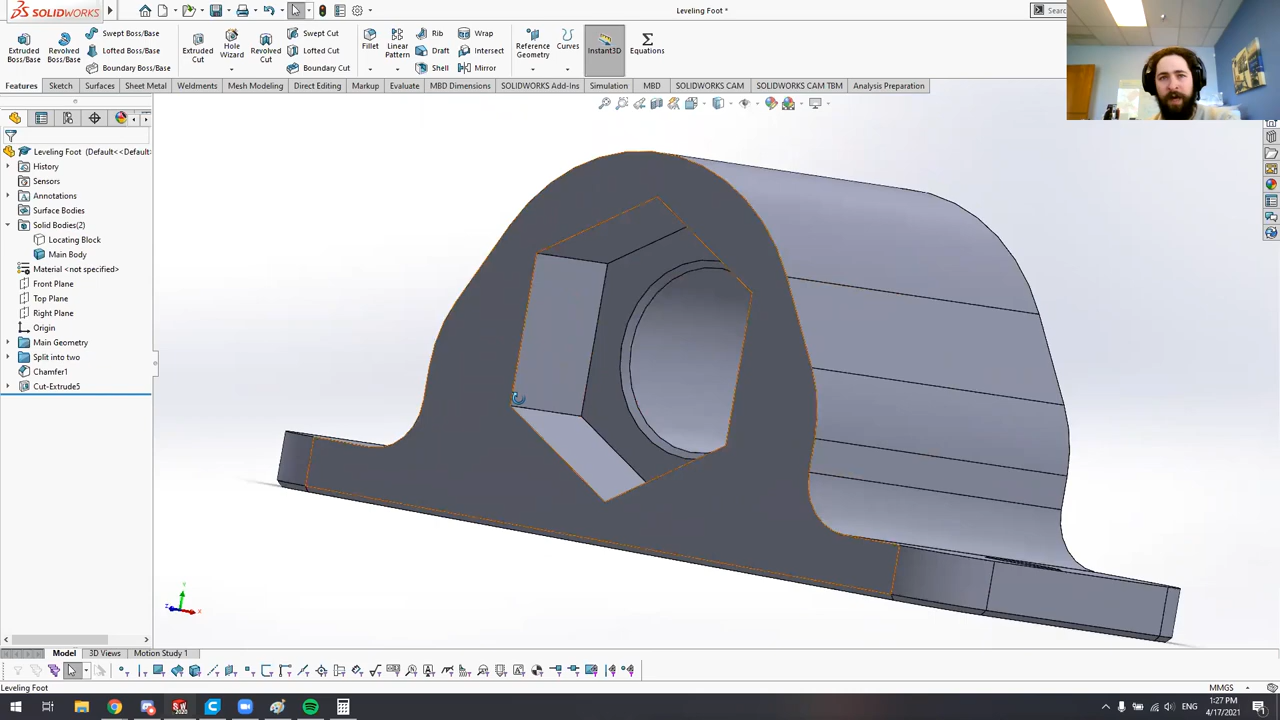 SOLIDWORKS
Leveling Foot *
Sear
Extruded Boss/Base
Revolved Boss/Base
Swept Boss/Base
Lofted Boss/Base
Boundary Boss/Base
Extruded Cut
Hole Wizard
Revolved Cut
Swept Cut
Lofted Cut
Boundary Cut
Fillet
Linear Pattern
Rib
Draft
Shell
Wrap
Intersect
Mirror
Reference Geometry
Curves
Instant3D
Equations
Features
Sketch
Surfaces
Sheet Metal
Weldments
Mesh Modeling
Direct Editing
Markup
Evaluate
MBD Dimensions
SOLIDWORKS Add-Ins
Simulation
MBD
SOLIDWORKS CAM
SOLIDWORKS CAM TBM
Analysis Preparation
Leveling Foot (Default<<Default
History
Sensors
Annotations
Surface Bodies
Solid Bodies(2)
Locating Block
Main Body
Material <not specified>
Front Plane
Top Plane
Right Plane
Origin
Main Geometry
Split into two
Chamfer1
Cut-Extrude5
Model
3D Views
Motion Study 1
Leveling Foot
MMGS
ENG
1:27 PM
4/17/2021